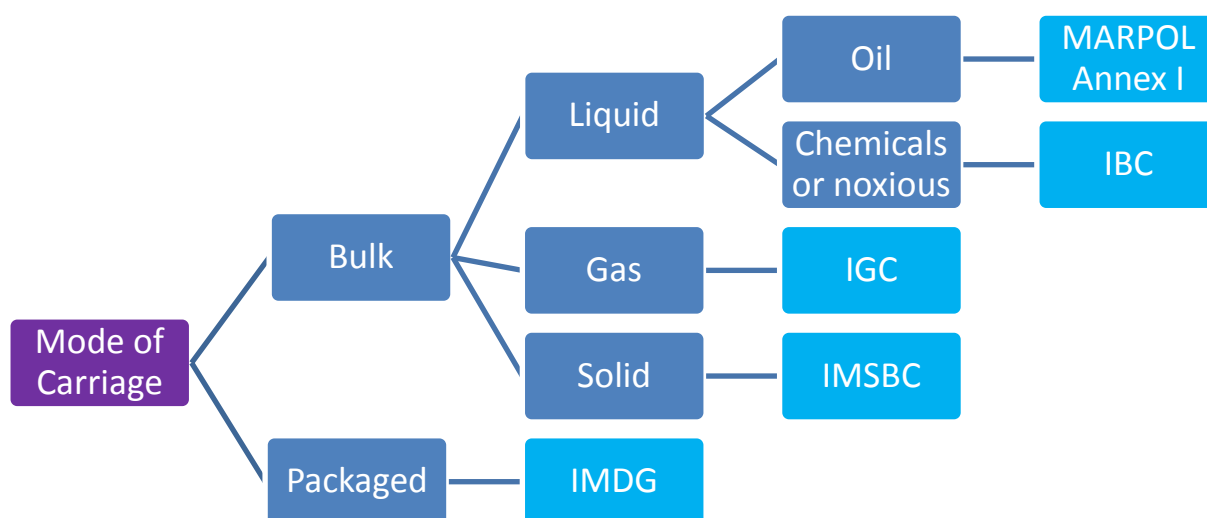 Oil
MARPOL
Annex I
Liquid
Chemicals
or noxious
IBC
Bulk
Gas
IGC
Mode of
Carriage
Solid
IMSBC
Packaged
IMDG